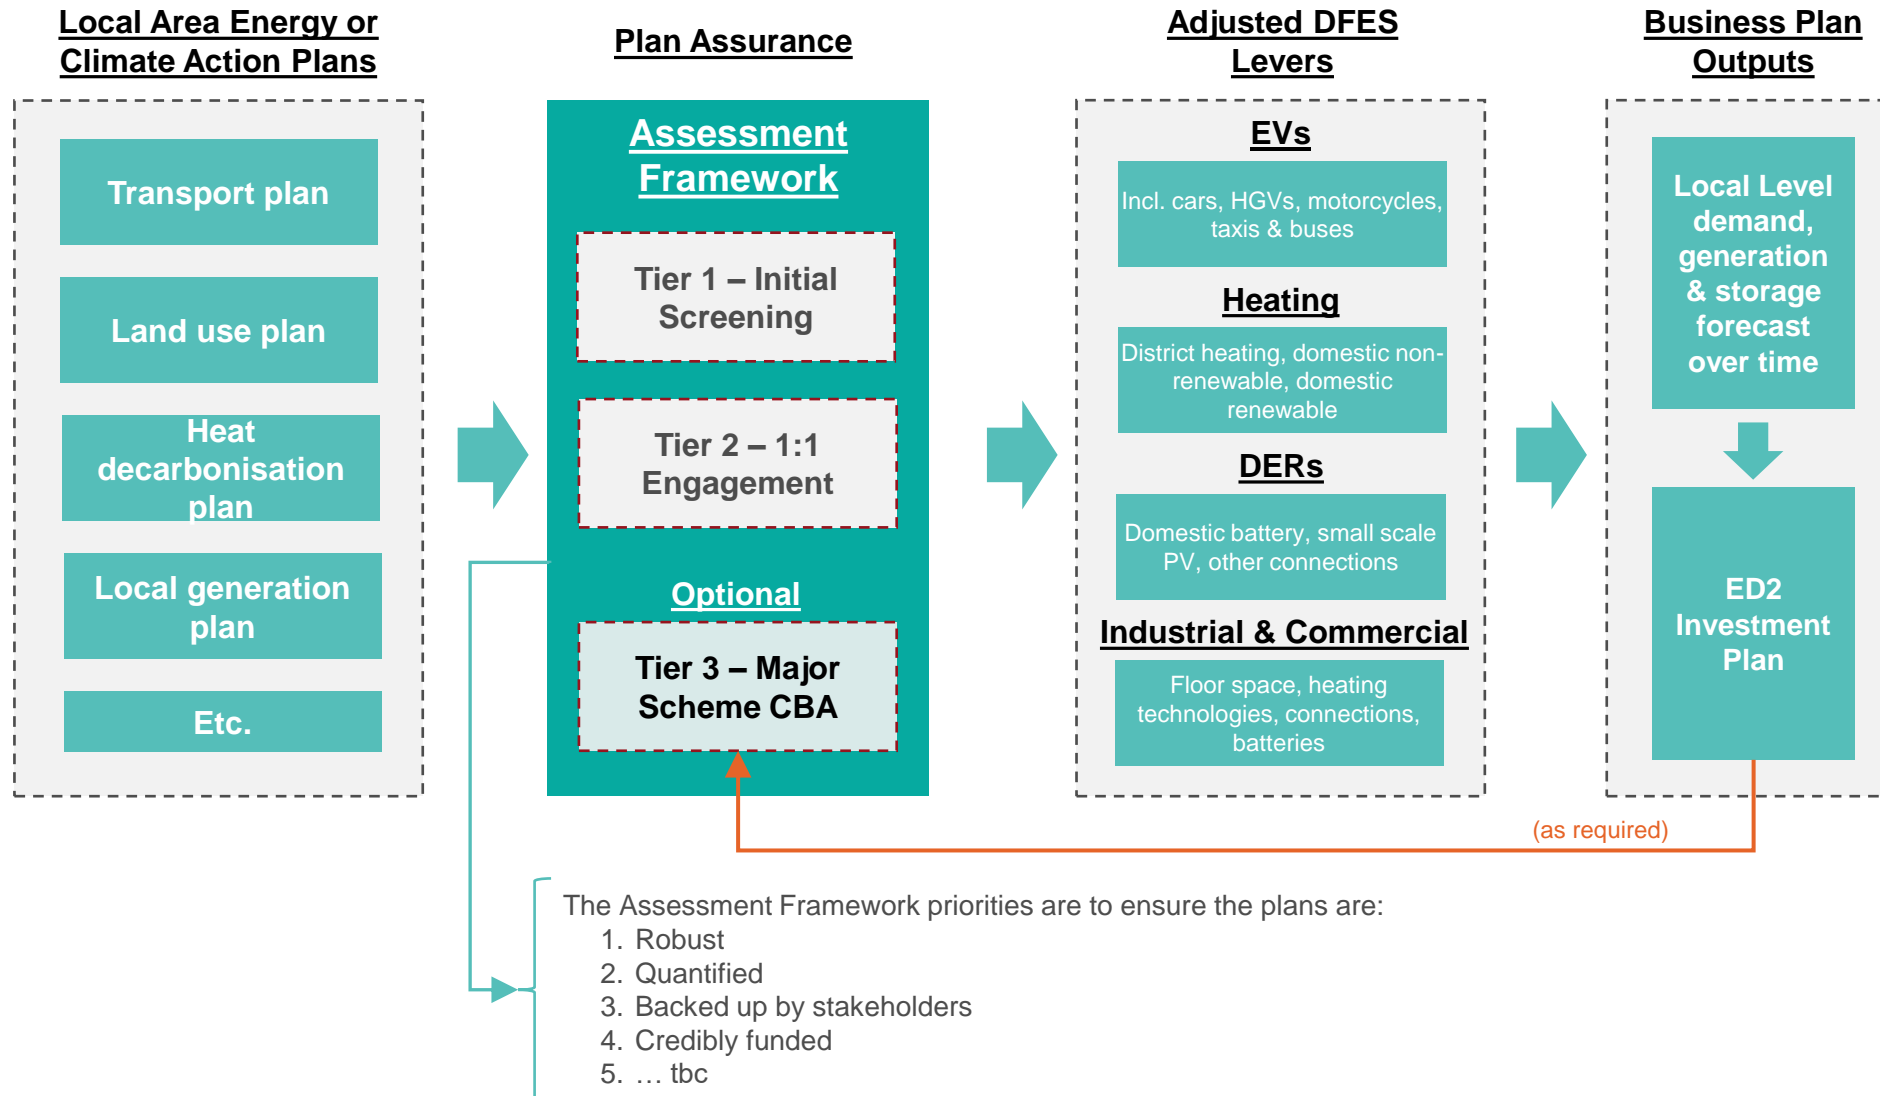 Local Area Energy or
Climate Action Plans
Transport plan
Land use plan
Heat
decarbonisation
plan
Local generation
plan
Etc.
Plan Assurance
Assessment
Framework
Tier 1 – Initial
Screening
Tier 2 – 1:1
Engagement
Optional
Tier 3 – Major
Scheme CBA
Adjusted DFES
Levers
EVs
Incl. cars, HGVs, motorcycles,
taxis & buses
Heating
District heating, domestic non-
renewable, domestic
renewable
DERs
Domestic battery, small scale
PV, other connections
Industrial & Commercial
Floor space, heating
technologies, connections,
batteries
Business Plan
Outputs
Local Level
demand,
generation
& storage
forecast
over time
ED2
Investment
Plan
(as required)
The Assessment Framework priorities are to ensure the plans are:
1. Robust
2. Quantified
3. Backed up by stakeholders
4. Credibly funded
5. … tbc